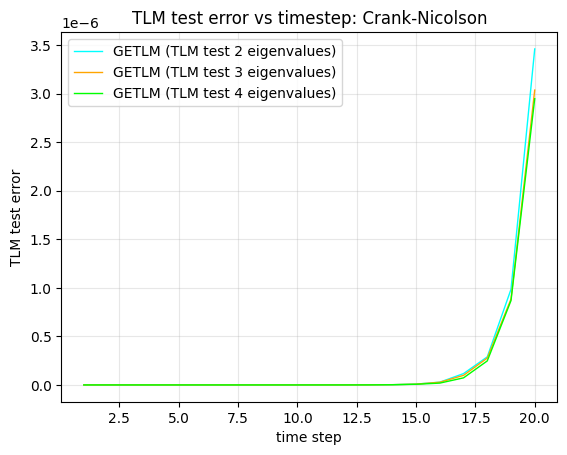 TLM test error vs timestep: Crank-Nicolson
1e−6
GETLM (TLM test 2 eigenvalues)
GETLM (TLM test 3 eigenvalues)
GETLM (TLM test 4 eigenvalues)
TLM test error
3.5
3.0
2.5
2.0
1.5
1.0
0.5
0.0
2.5 5.0 7.5 10.0 12.5 15.0 17.5 20.0
time step